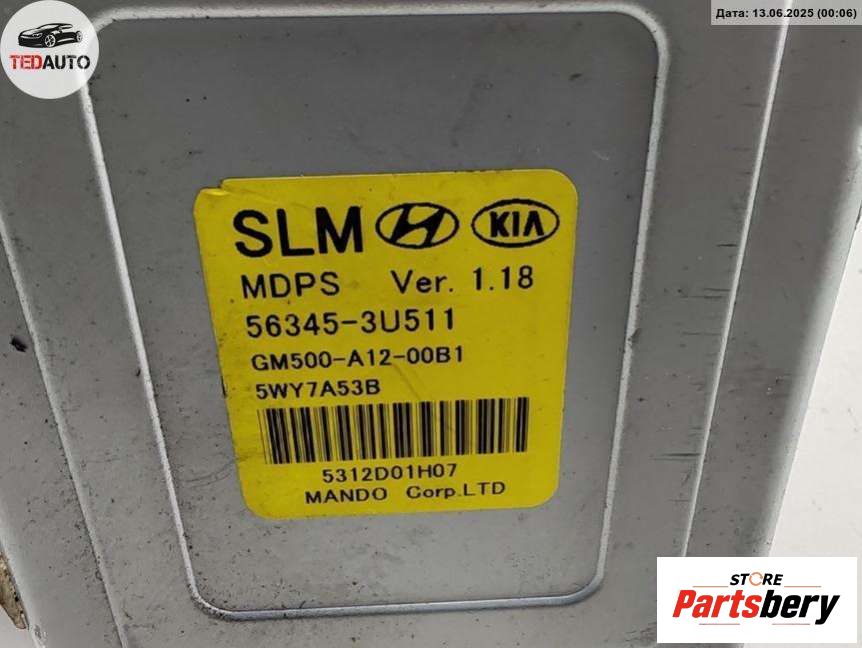 Дата: 13.06.2025 (00:06)
TEDAUTO
SLM KIA
MDPS Ver. 1.18
56345-3U511
GM500-A12-00B1
5WY7A53B
5312D01H07
MANDO Corp.LTD
STORE
Partsbery